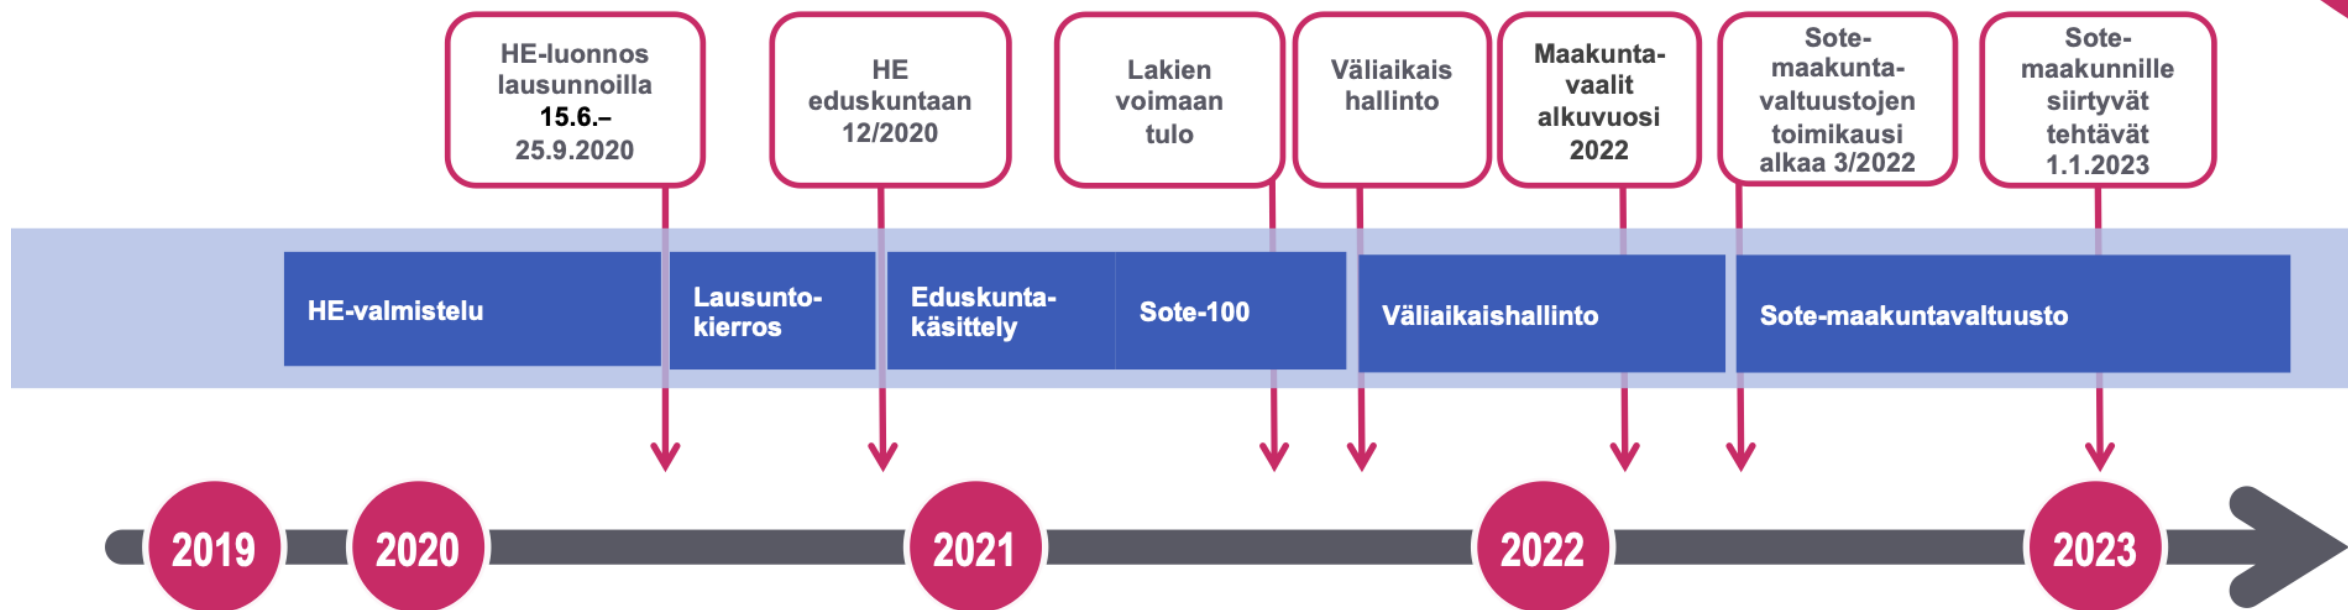 HE-luonnos
lausunnoilla
15.6.–
25.9.2020
HE
eduskuntaan
12/2020
Lakien
voimaan
tulo
Väliaikais
hallinto
Maakunta-
vaalit
alkuvuosi
2022
Sote-
maakunta-
valtuustojen
toimikausi
alkaa 3/2022
Sote-
maakunnille
siirtyvät
tehtävät
1.1.2023
HE-valmistelu
Lausunto-
kierros
Eduskunta-
käsittely
Sote-100
Väliaikaishallinto
Sote-maakuntavaltuusto
2019
2020
2021
2022
2023